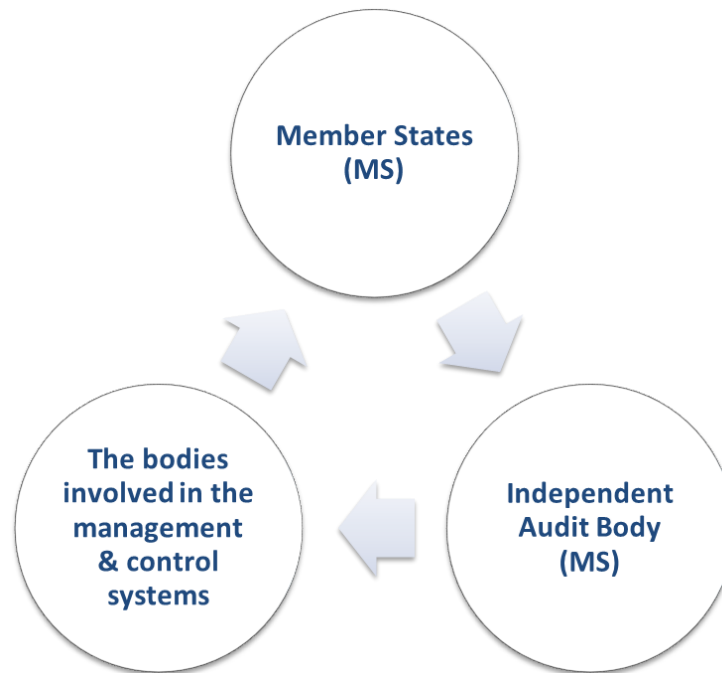 Member States
(MS)
The bodies
involved in the
management
& control
systems
Independent
Audit Body
(MS)